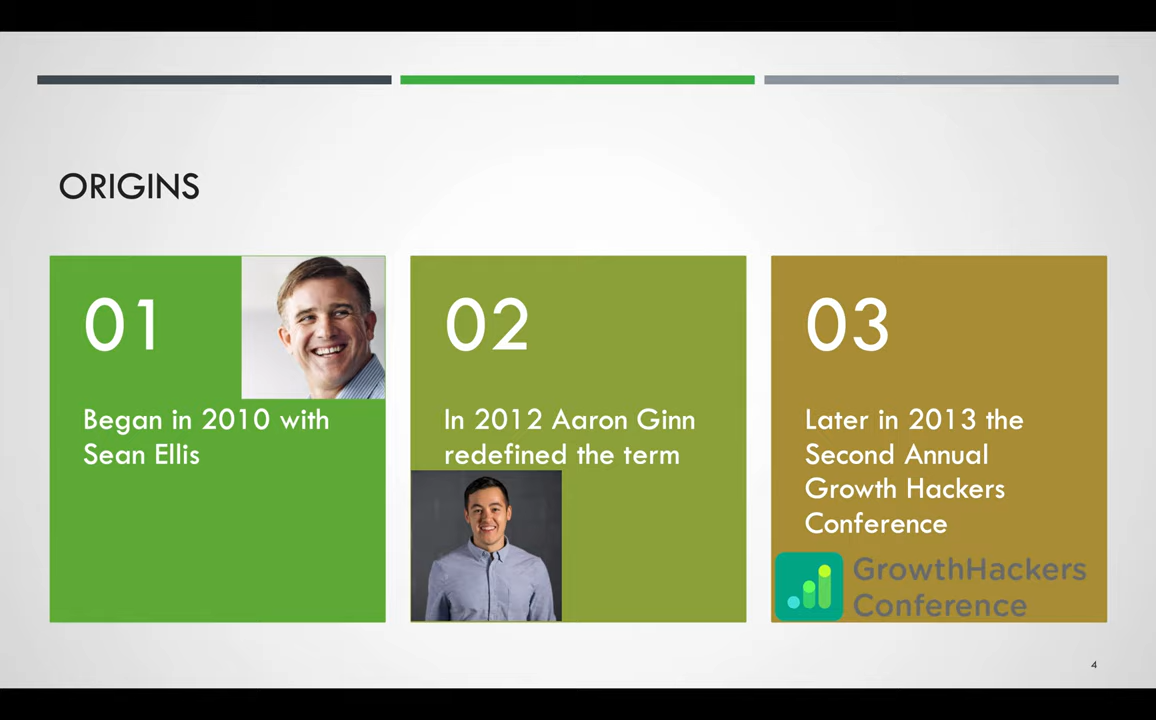 ORIGINS
01
Began in 2010 with
Sean Ellis
02
In 2012 Aaron Ginn
redefined the term
03
Later in 2013 the
Second Annual
Growth Hackers
Conference
GrowthHackers
Conference
4